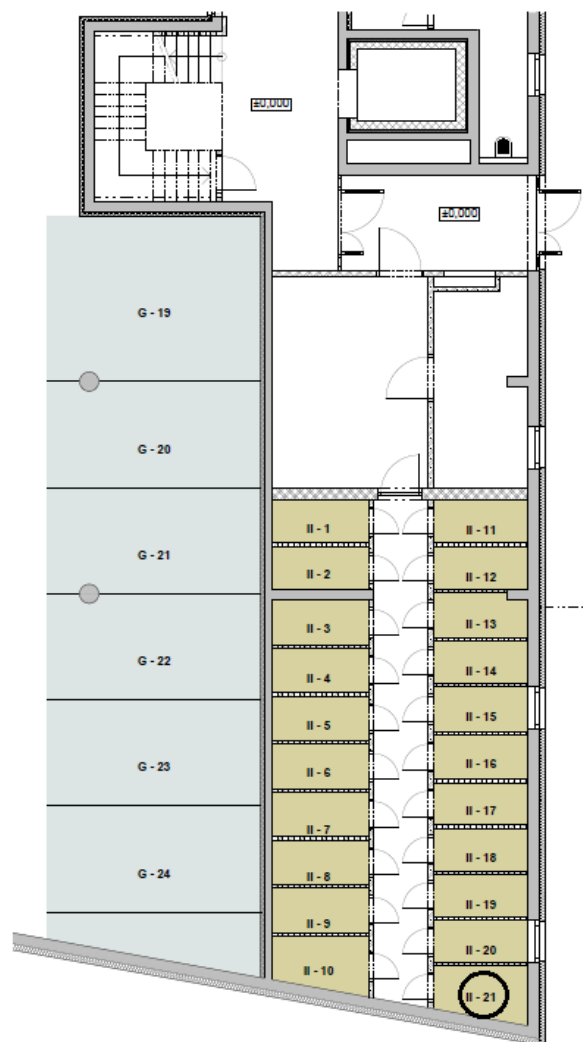 ±0,000
±0,000
G - 19
G - 20
G - 21
G - 22
G - 23
G - 24
II - 1
II - 2
II - 3
II - 4
II - 5
II - 6
II - 7
II - 8
II - 9
II - 10
II - 11
II - 12
II - 13
II - 14
II - 15
II - 16
II - 17
II - 18
II - 19
II - 20
II - 21